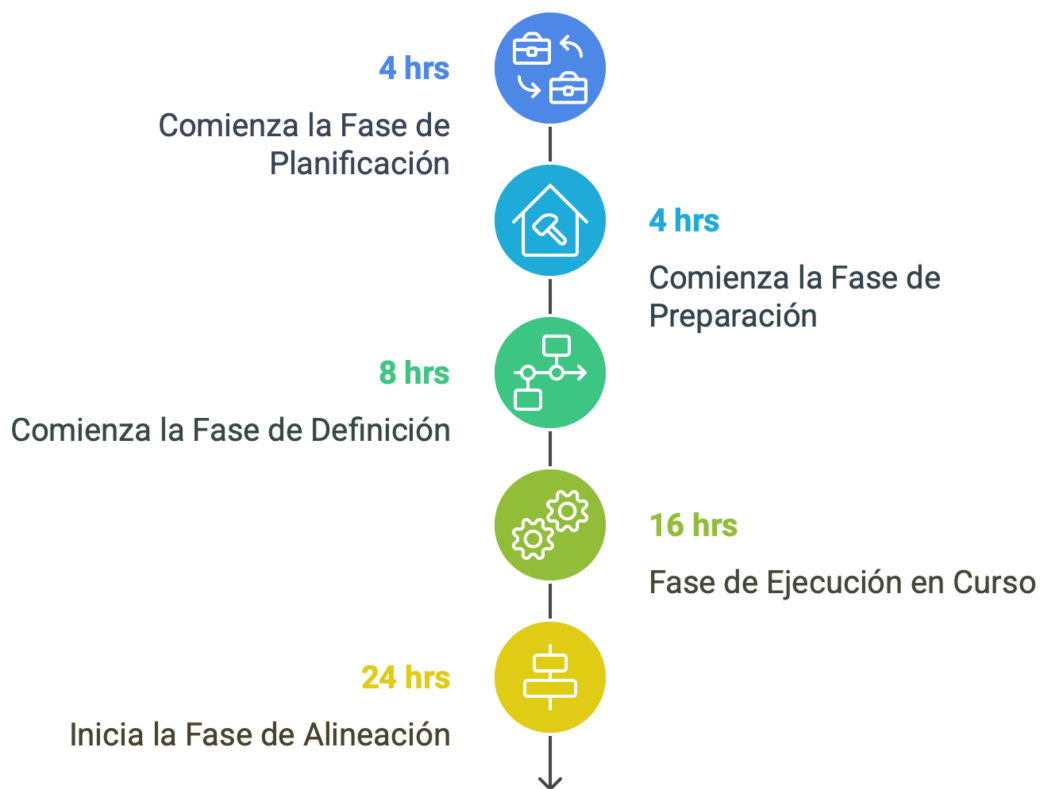 4 hrs
Comienza la Fase de
Planificación
4 hrs
Comienza la Fase de
Preparación
8 hrs
Comienza la Fase de Definición
16 hrs
Fase de Ejecución en Curso
24 hrs
Inicia la Fase de Alineación